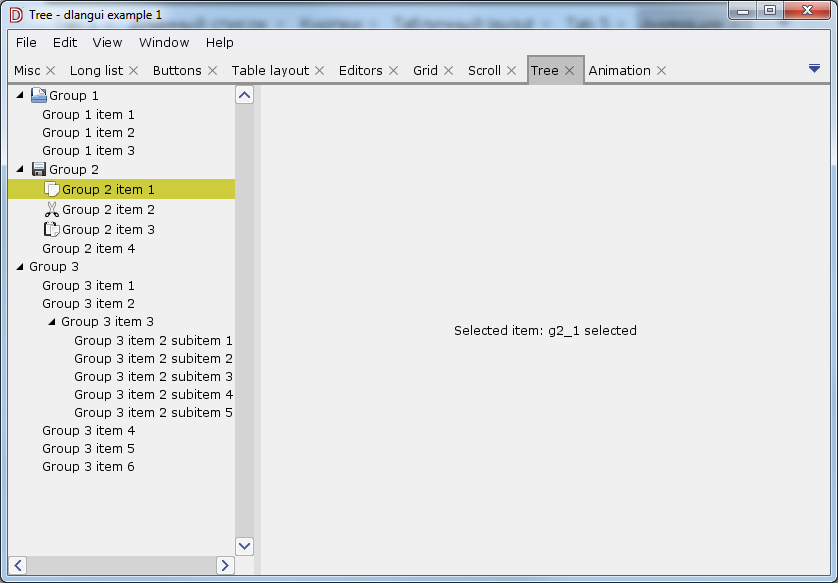 Tree - dlangui example 1
File Edit View Window Help
Misc Long list Buttons Table layout Editors Grid Scroll Tree Animation
Group 1
Group 1 item 1
Group 1 item 2
Group 1 item 3
Group 2
Group 2 item 1
Group 2 item 2
Group 2 item 3
Group 2 item 4
Group 3
Group 3 item 1
Group 3 item 2
Group 3 item 3
Group 3 item 2 subitem 1
Group 3 item 2 subitem 2
Group 3 item 2 subitem 3
Group 3 item 2 subitem 4
Group 3 item 2 subitem 5
Group 3 item 4
Group 3 item 5
Group 3 item 6
Selected item: g2_1 selected